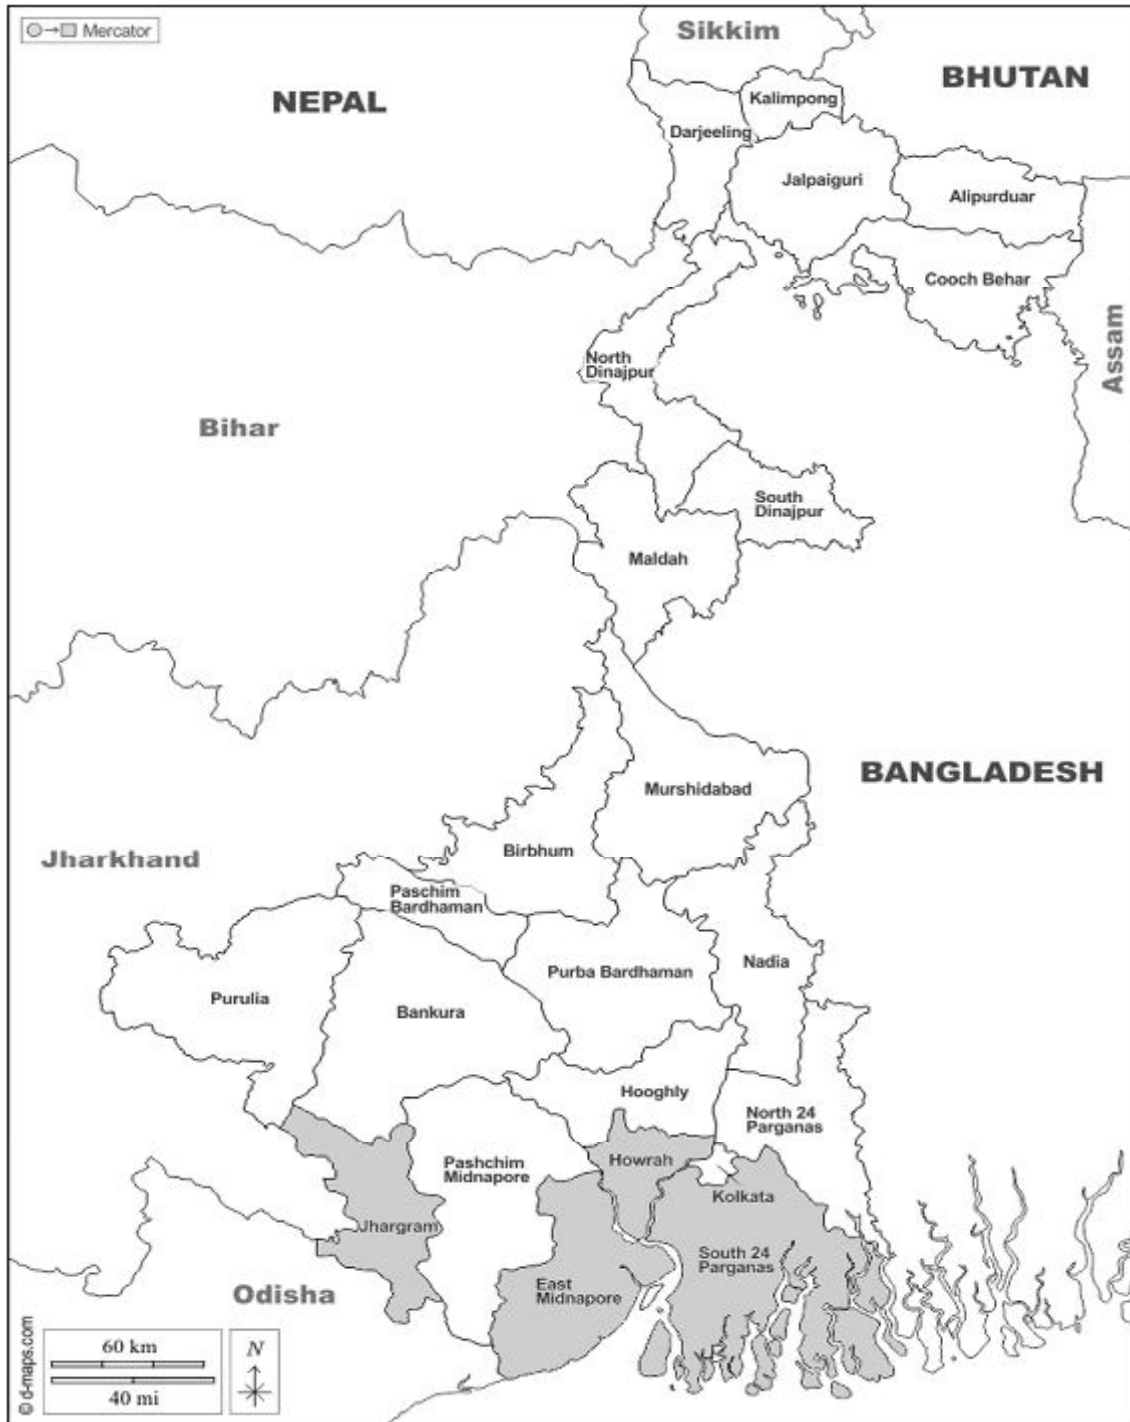 Mercator
Sikkim
NEPAL
BHUTAN
Kalimpong
Darjeeling
Jalpaiguri
Alipurduar
Cooch Behar
Assam
North
Dinajpur
Bihar
South
Dinajpur
Maldah
BANGLADESH
Murshidabad
Birbhum
Jharkhand
Paschim
Bardhaman
Purba Bardhaman
Nadia
Purulia
Bankura
Hooghly
North 24
Parganas
Howrah
Pashchim
Midnapore
Kolkata
Jhargram
South 24
Parganas
East
Midnapore
Odisha
60 km
40 mi
N
© d-maps.com